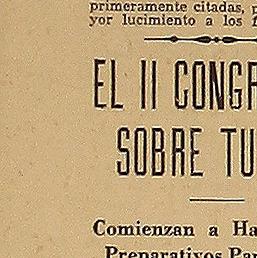 primeramente citadas, p
yor lucimiento a los f
EL II CONGR
SOBRE TU
Comienzan a Ha
Preparativos Par